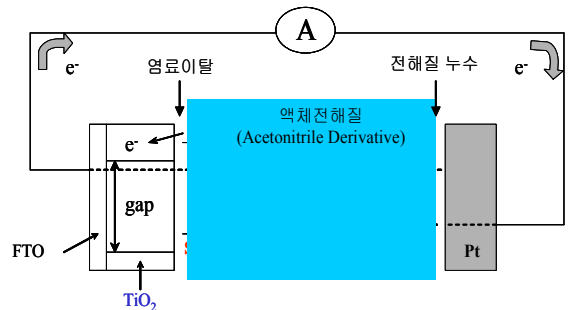 A
e-
염료이탈
전해질 누수
e-
액체전해질
(Acetonitrile Derivative)
e-
gap
FTO
Pt
TiO2